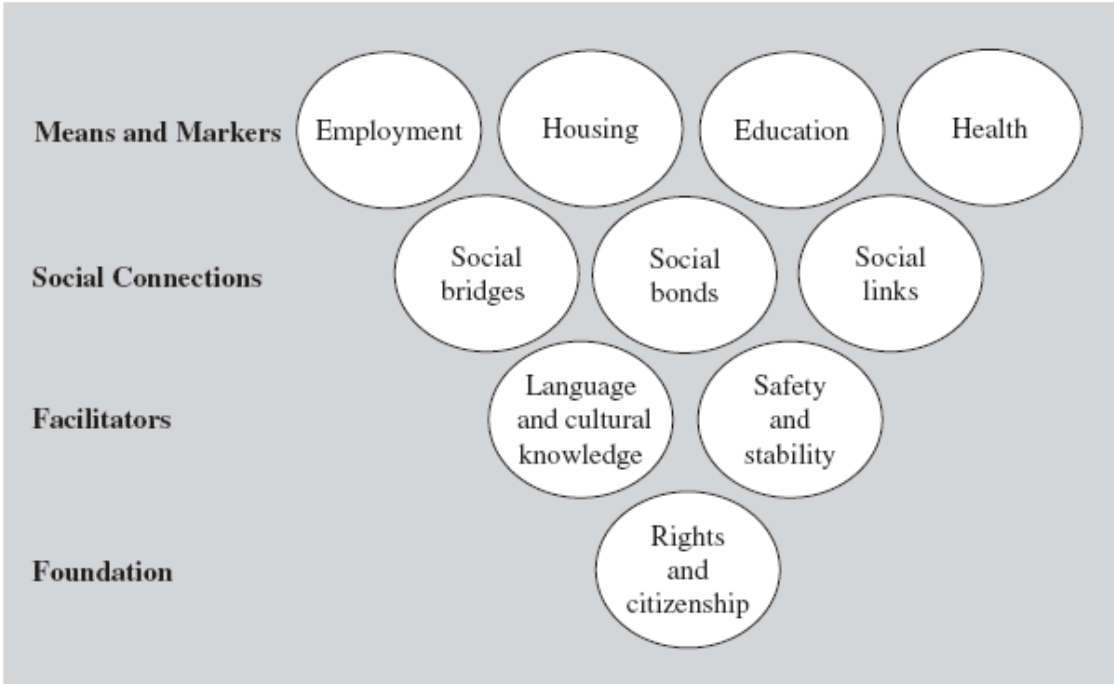 Means and Markers
Employment
Housing
Education
Health
Social Connections
Social
bridges
Social
bonds
Social
links
Facilitators
Language
and cultural
knowledge
Safety
and
stability
Foundation
Rights
and
citizenship